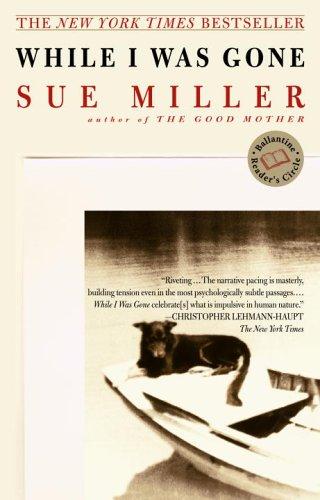 THE NEW YORK TIMES BESTSELLER
WHILE I WAS GONE
SUE MILLER
author of THE GOOD MOTHER
• Ballantine •
Reader's Circle
“Riveting ... The narrative pacing is masterly,
building tension even in the most psychologically subtle passages....
While I Was Gone celebrate[s] what is impulsive in human nature.”
—CHRISTOPHER LEHMANN-HAUPT
The New York Times